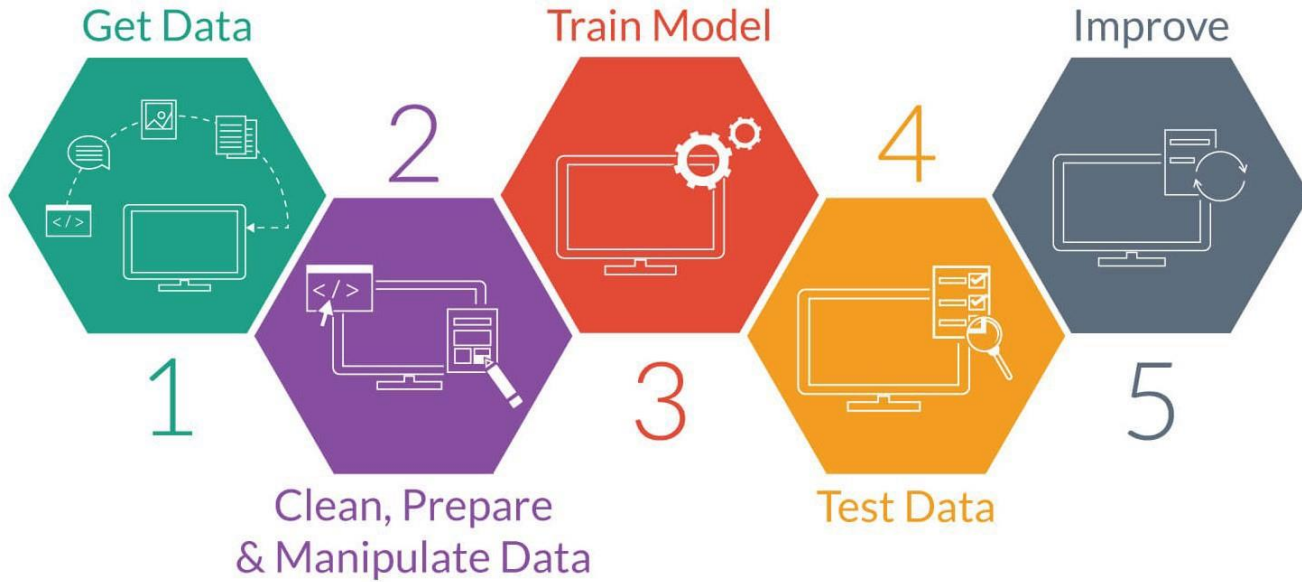 Get Data
1
2
Clean, Prepare
& Manipulate Data
Train Model
3
4
Test Data
Improve
5
</>
</>